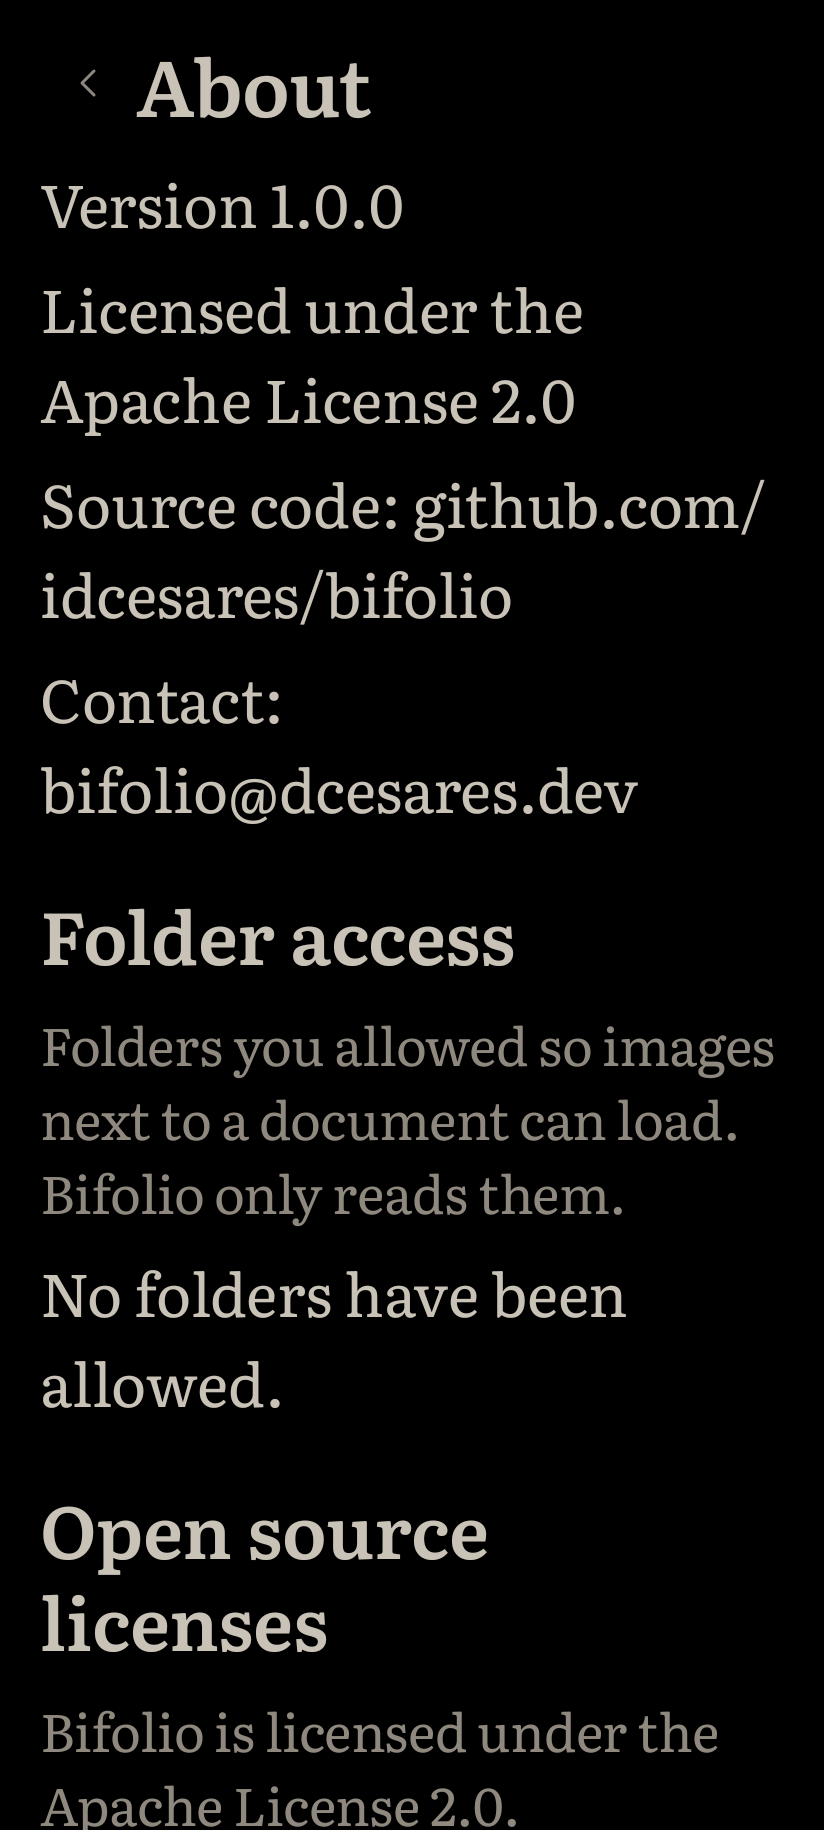 About
Version 1.0.0
Licensed under the
Apache License 2.0
Source code: github.com/
idcesares/bifolio
Contact:
bifolio@dcesares.dev
Folder access
Folders you allowed so images
next to a document can load.
Bifolio only reads them.
No folders have been
allowed.
Open source
licenses
Bifolio is licensed under the
Apache License 2.0.